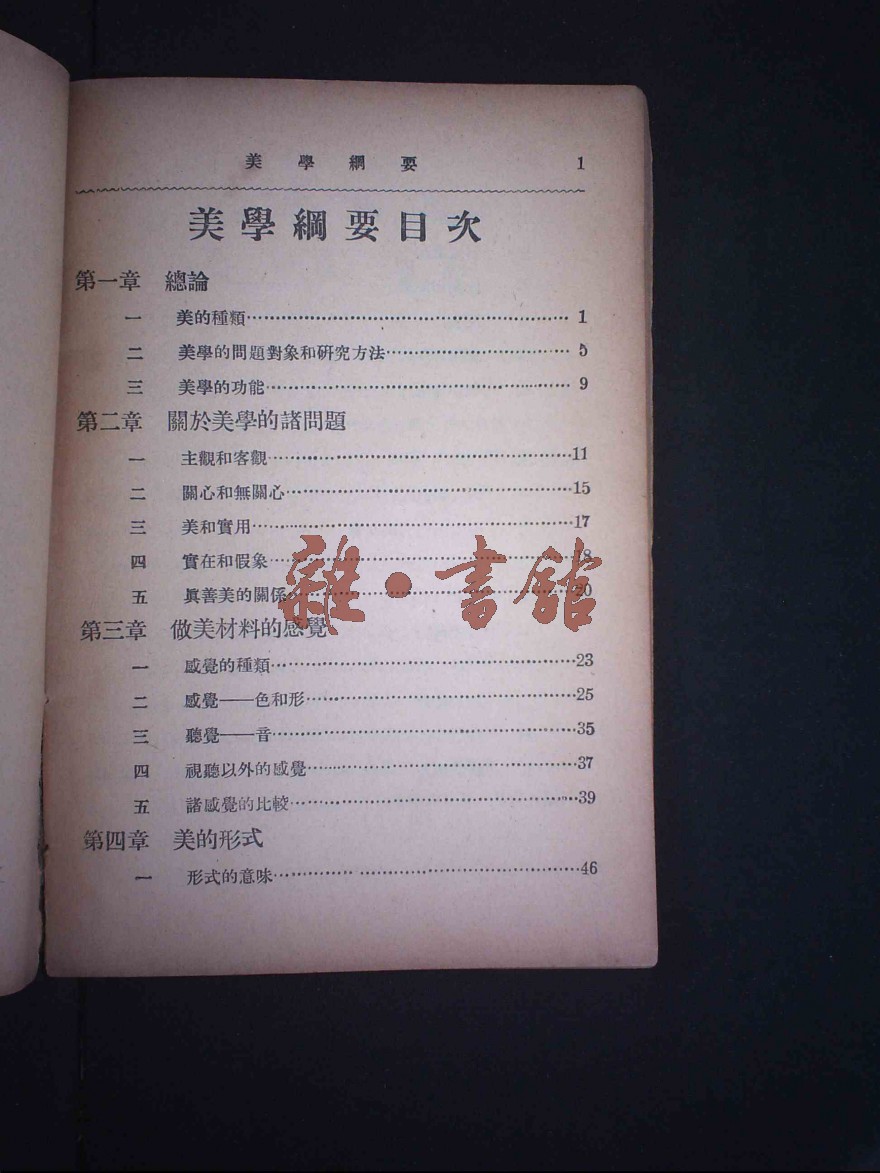 美學綱要 1
美學綱要目次
第一章 總論
一 美的種類…………………………………………………… 1
二 美學的問題對象和硏究方法…………………………… 5
三 美學的功能……………………………………………… 9
第二章 關於美學的諸問題
一 主觀和客觀………………………………………………11
二 關心和無關心……………………………………………15
三 美和實用…………………………………………………17
四 實在和假象………………………………………………18
五 眞善美的關係……………………………………………20
雜·書館
第三章 做美材料的感覺
一 感覺的種類………………………………………………23
二 感覺——色和形…………………………………………25
三 聽覺——音………………………………………………35
四 視聽以外的感覺…………………………………………37
五 諸感覺的比較……………………………………………39
第四章 美的形式
一 形式的意味………………………………………………46